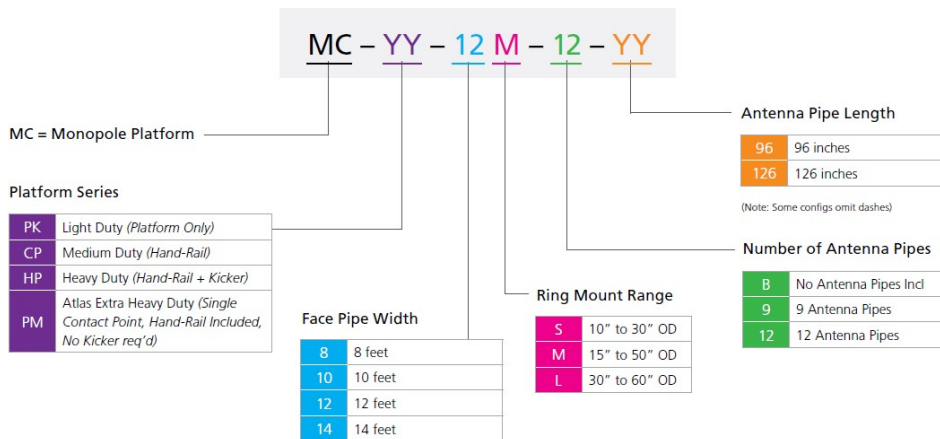 MC – YY – 12 M – 12 – YY
MC = Monopole Platform
Platform Series
PK Light Duty (Platform Only)
CP Medium Duty (Hand-Rail)
HP Heavy Duty (Hand-Rail + Kicker)
PM Atlas Extra Heavy Duty (Single
Contact Point, Hand-Rail Included,
No Kicker req’d)
Face Pipe Width
8 8 feet
10 10 feet
12 12 feet
14 14 feet
Ring Mount Range
S 10” to 30” OD
M 15” to 50” OD
L 30” to 60” OD
Antenna Pipe Length
96 96 inches
126 126 inches
(Note: Some configs omit dashes)
Number of Antenna Pipes
B No Antenna Pipes Incl
9 9 Antenna Pipes
12 12 Antenna Pipes